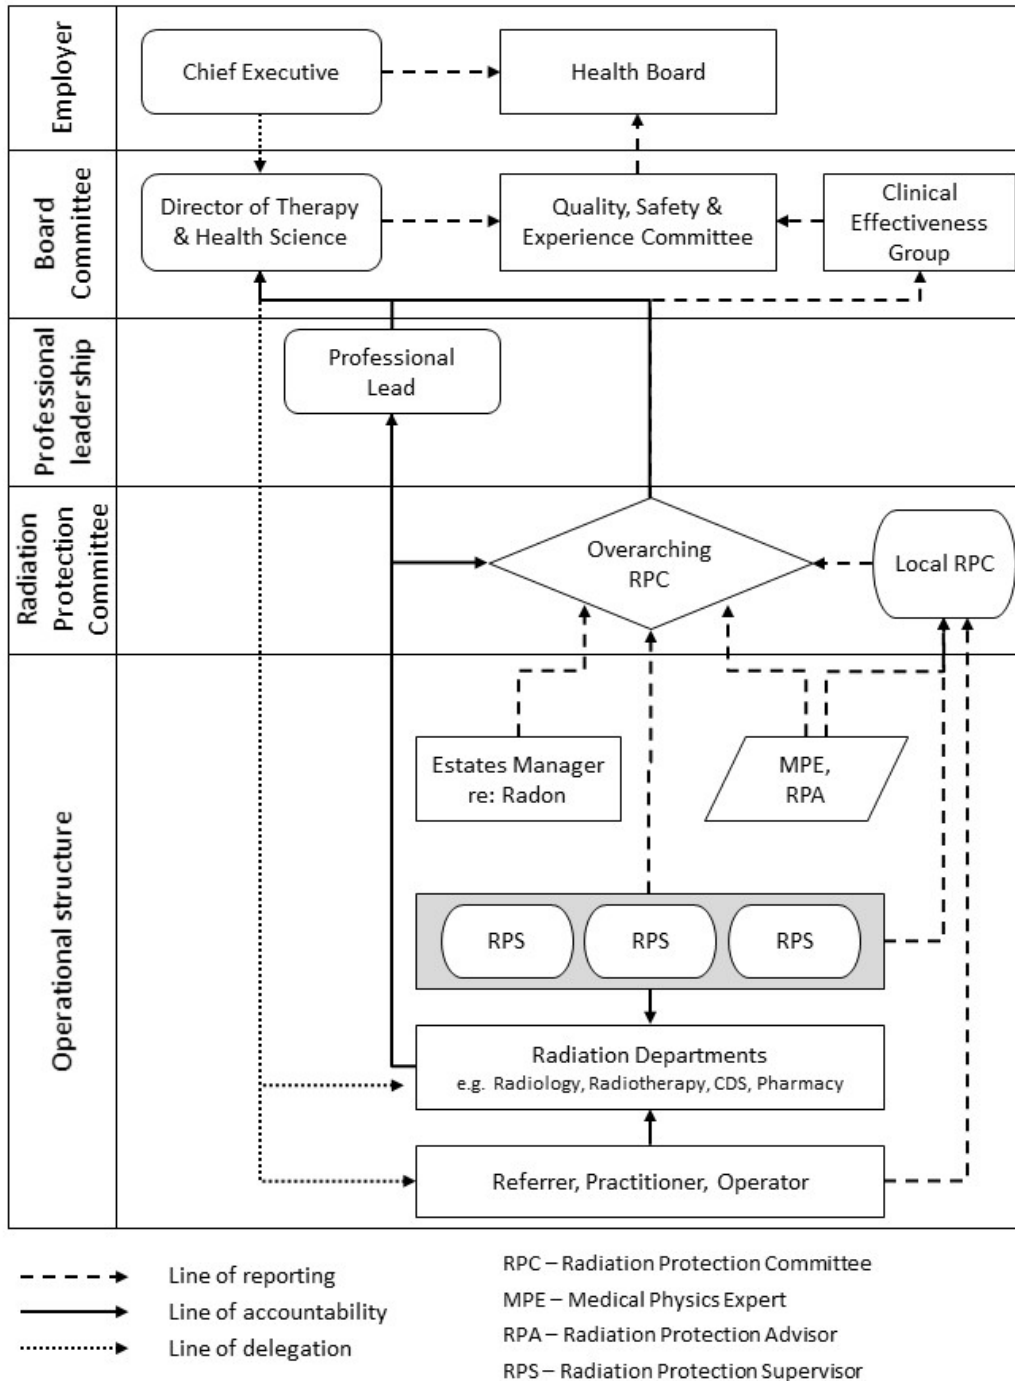 Employer
Chief Executive
Health Board
Board
Committee
Director of Therapy
& Health Science
Quality, Safety &
Experience Committee
Clinical
Effectiveness
Group
Professional
leadership
Professional
Lead
Radiation
Protection
Committee
Overarching
RPC
Local RPC
Operational structure
Estates Manager
re: Radon
MPE,
RPA
RPS
RPS
RPS
Radiation Departments
e.g. Radiology, Radiotherapy, CDS, Pharmacy
Referrer, Practitioner, Operator
Line of reporting
Line of accountability
Line of delegation
RPC – Radiation Protection Committee
MPE – Medical Physics Expert
RPA – Radiation Protection Advisor
RPS – Radiation Protection Supervisor